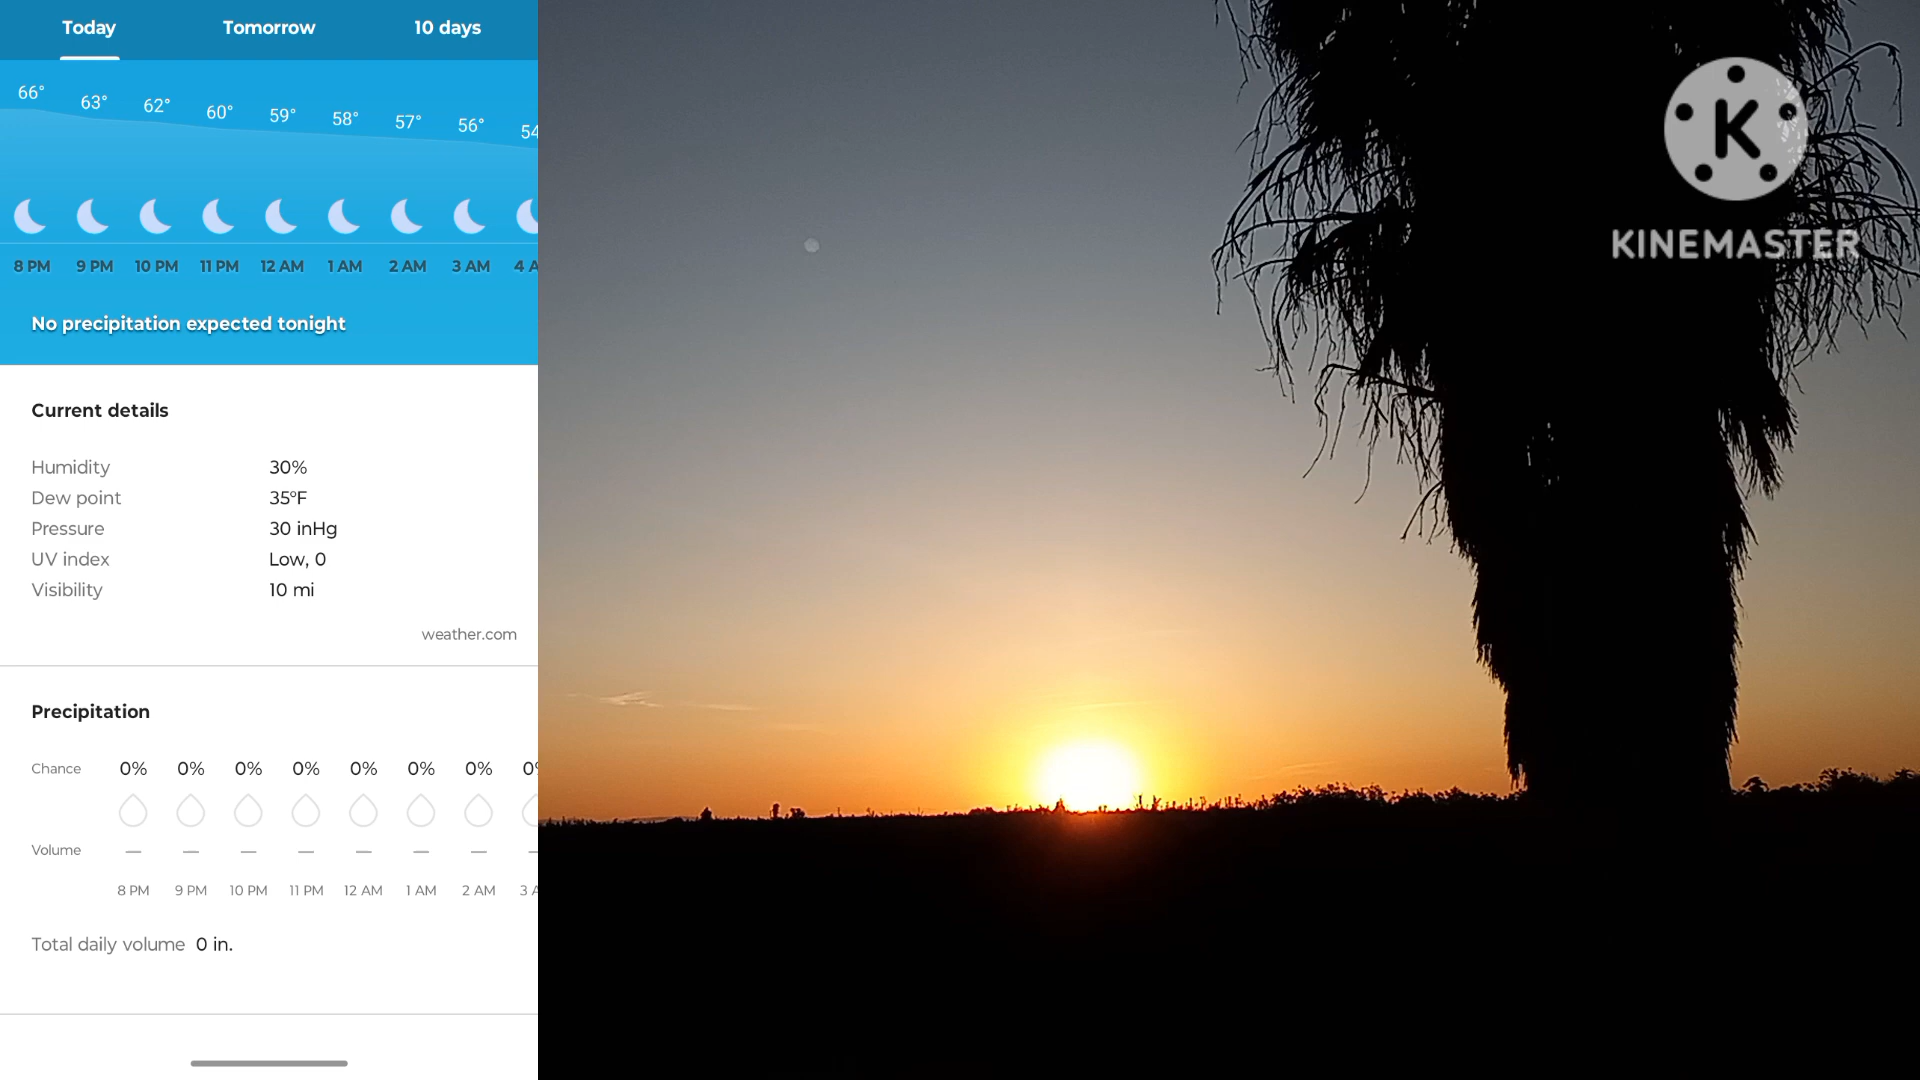 Today Tomorrow 10 days
66° 63° 62° 60° 59° 58° 57° 56° 54
8 PM 9 PM 10 PM 11 PM 12 AM 1 AM 2 AM 3 AM 4 A
No precipitation expected tonight
Current details
Humidity 30%
Dew point 35°F
Pressure 30 inHg
UV index Low, 0
Visibility 10 mi
weather.com
Precipitation
Chance 0% 0% 0% 0% 0% 0% 0% 0%
Volume — — — — — — — —
8 PM 9 PM 10 PM 11 PM 12 AM 1 AM 2 AM 3 A
Total daily volume 0 in.
K
KINEMASTER